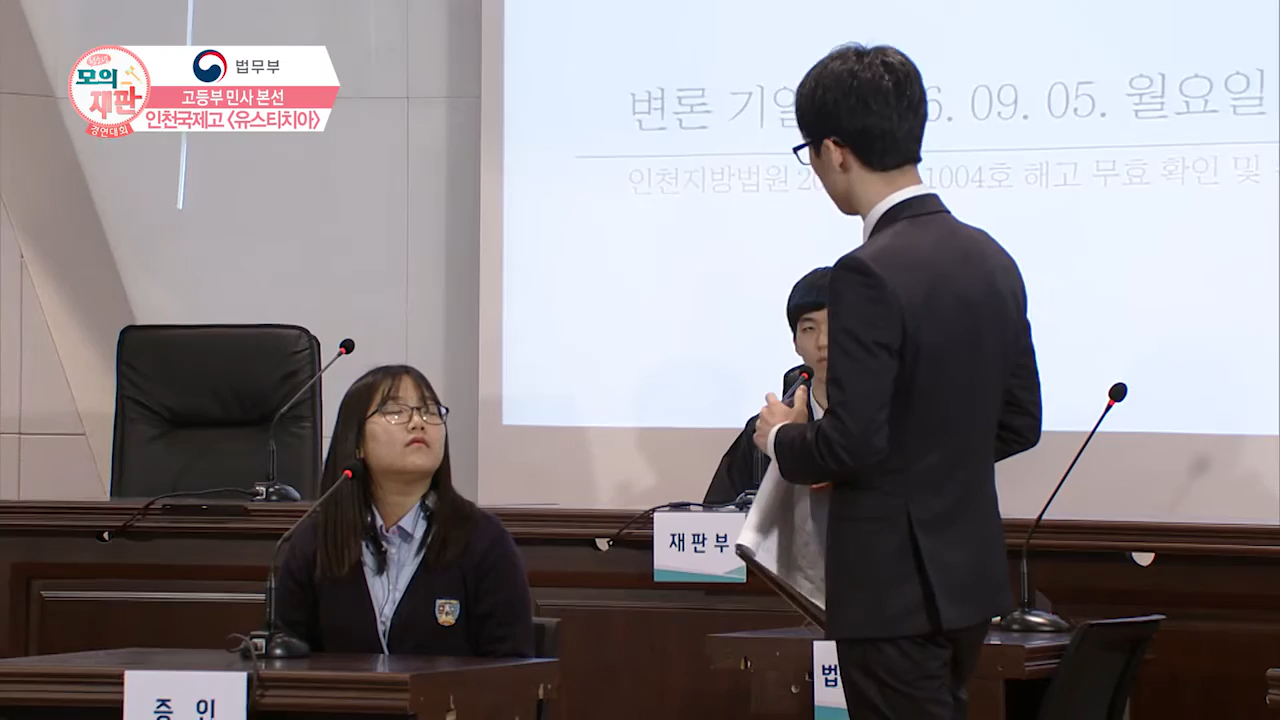 모의
재판
경연대회
법무부
고등부 민사 본선
인천국제고 <유스티치아>
변론 기일 6. 09. 05. 월요일
인천지방법원 20 1004호 해고 무효 확인 및
재판부
법
증 인